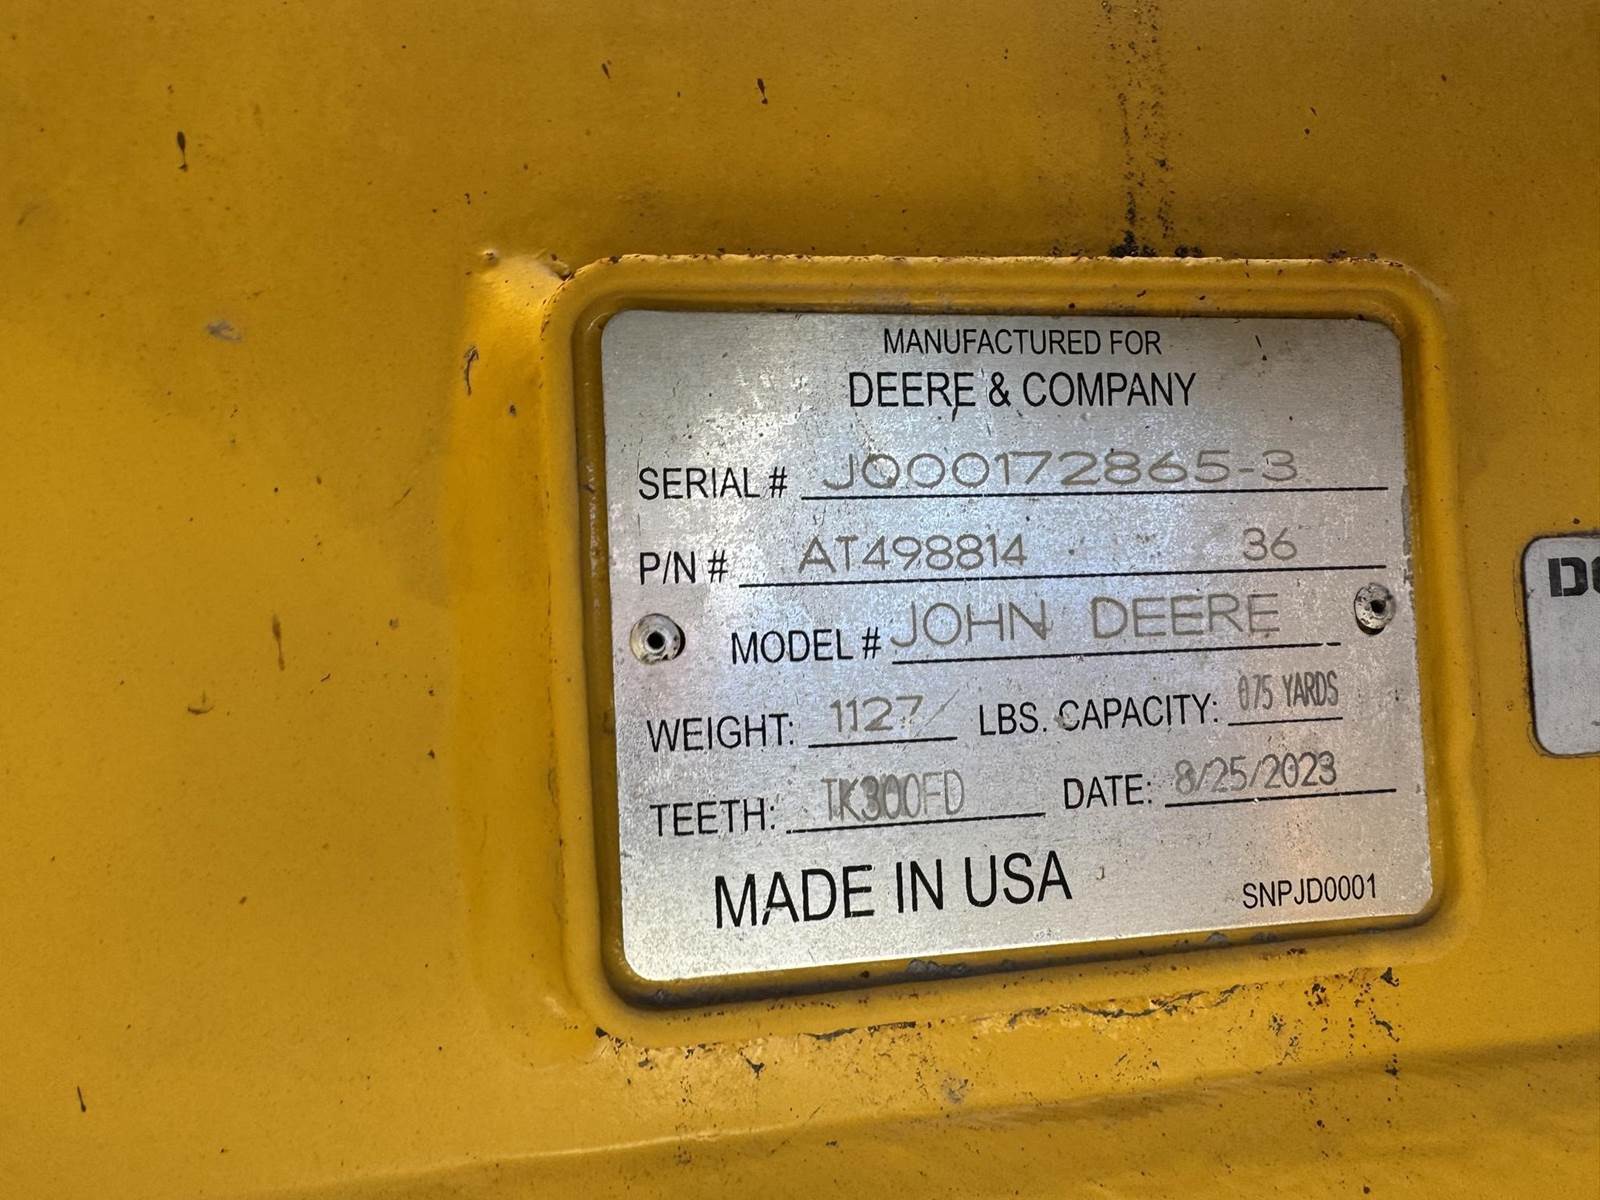 MANUFACTURED FOR
DEERE & COMPANY
SERIAL # JQ00172865-3
P/N # AT498814 36
MODEL # JOHN DEERE
WEIGHT: 1127 LBS. CAPACITY: 075 YARDS
TEETH: TK300FD DATE: 8/25/2023
MADE IN USA SNPJD0001